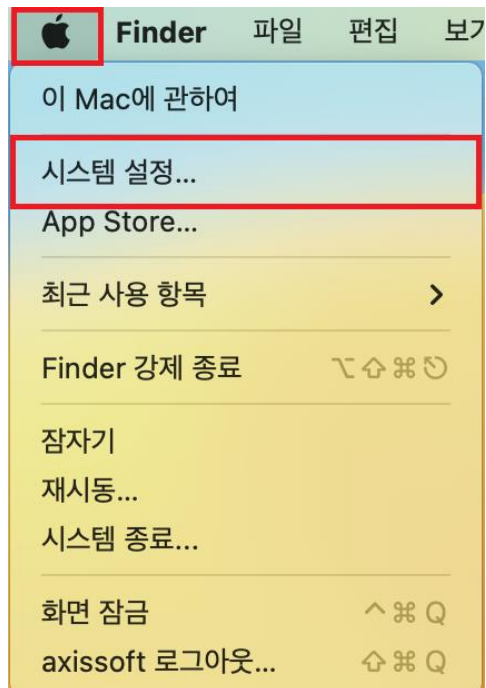 Finder 파일 편집 보기
이 Mac에 관하여
시스템 설정...
App Store...
최근 사용 항목
Finder 강제 종료 ⌥⇧⌘⎋
잠자기
재시동...
시스템 종료...
화면 잠금 ^⌘Q
axissoft 로그아웃... ⇧⌘Q